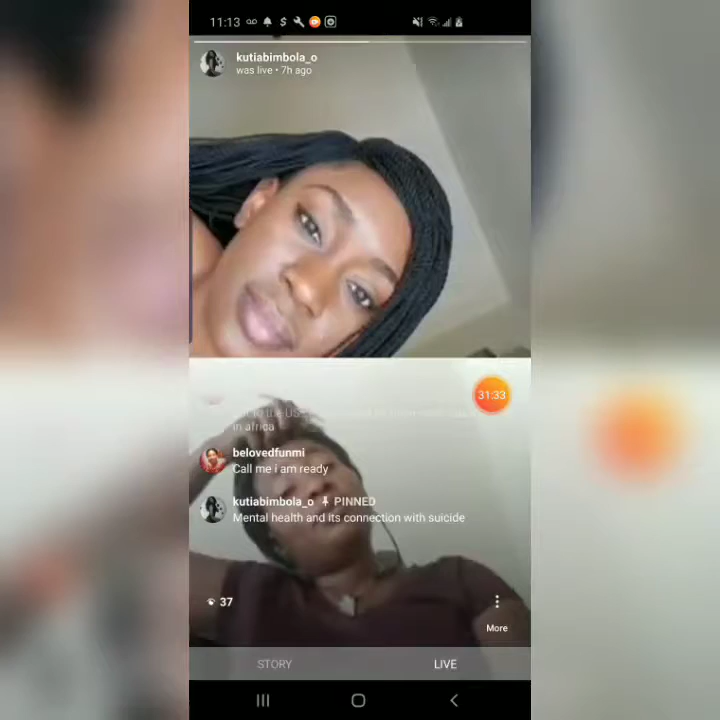 11:13
kutiabimbola_o
was live • 7h ago
31:33
in africa
belovedfunmi
Call me i am ready
kutiabimbola_o PINNED
Mental health and its connection with suicide
37
More
STORY LIVE